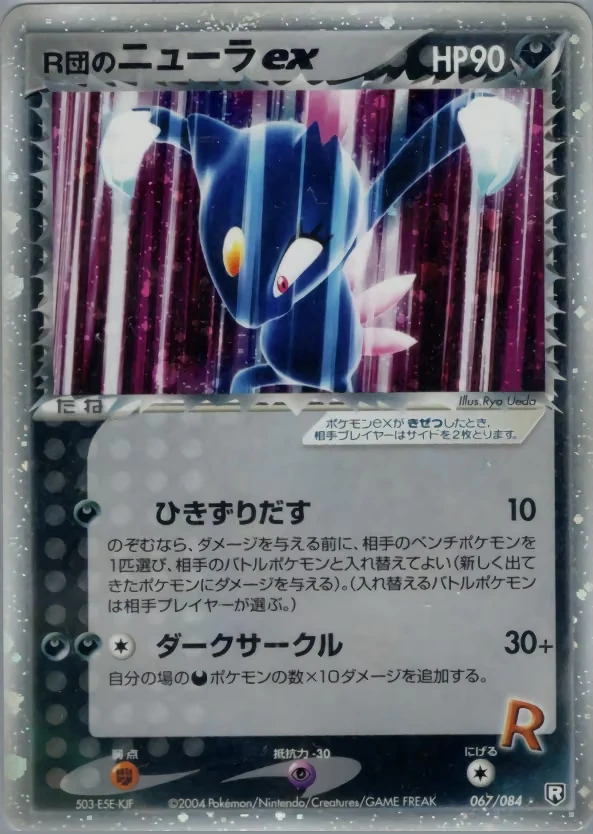 R団のニューラex HP90
たね
Illus. Ryo Ueda
ポケモンexが きぜつしたとき、
相手プレイヤーはサイドを2枚とります。
ひきずりだす 10
のぞむなら、ダメージを与える前に、相手のベンチポケモンを
1匹選び、相手のバトルポケモンと入れ替えてよい(新しく出て
きたポケモンにダメージを与える)。(入れ替えるバトルポケモン
は相手プレイヤーが選ぶ。)
ダークサークル 30+
自分の場のポケモンの数×10ダメージを追加する。
R
弱点 抵抗力 -30 にげる
503-E5E-KJF ©2004 Pokémon/Nintendo/Creatures/GAME FREAK 067/084 R